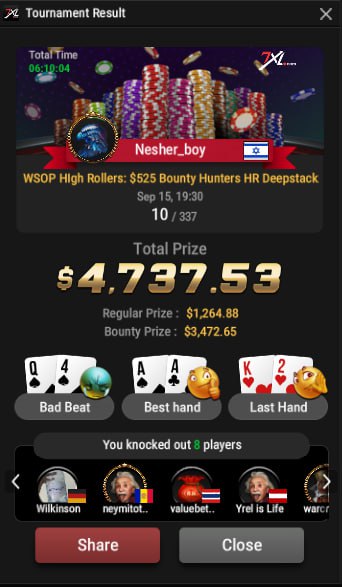 7XL Tournament Result
Total Time
06:10:04
7XL
Nesher_boy
WSOP High Rollers: $525 Bounty Hunters HR Deepstack
Sep 15, 19:30
10 / 337
Total Prize
$4,737.53
Regular Prize : $1,264.88
Bounty Prize : $3,472.65
Q 4 A A K 2
Bad Beat Best hand Last Hand
You knocked out 8 players
Wilkinson neymitot.. valuebet.. Yrel is Life warcr
Share Close